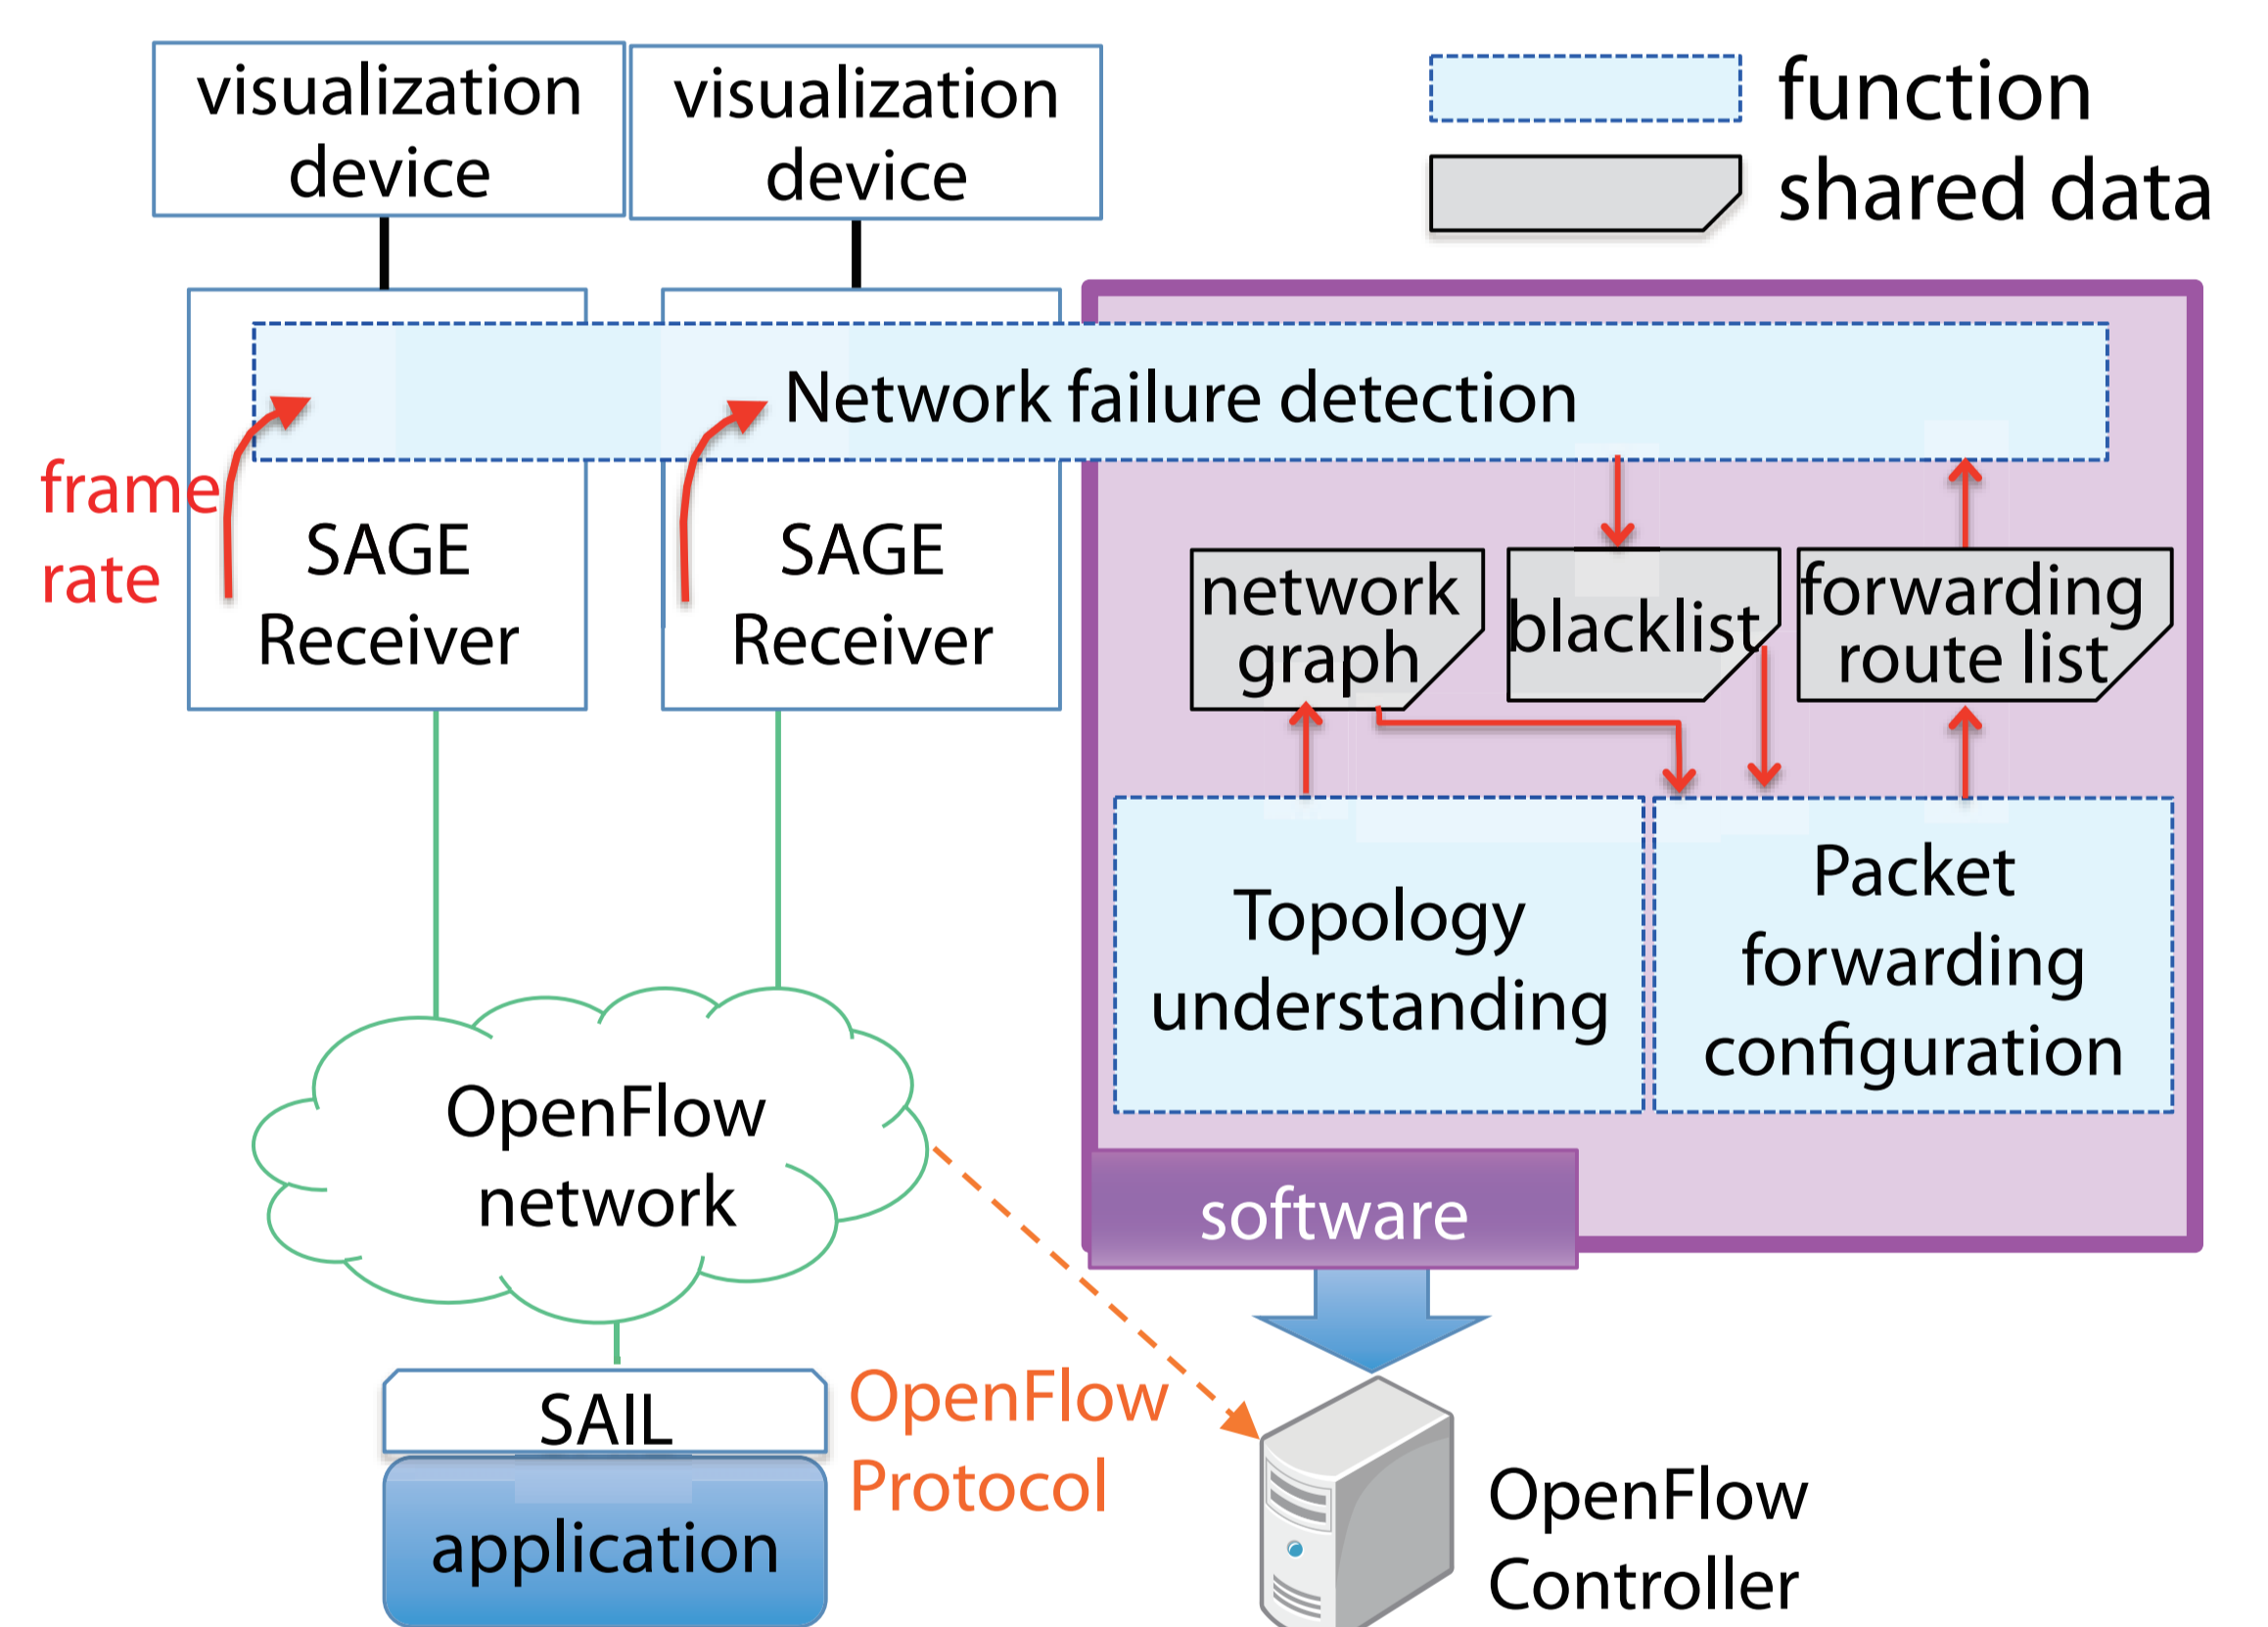 visualization
device
visualization
device
function
shared data
Network failure detection
frame
rate
SAGE
Receiver
SAGE
Receiver
network
graph
blacklist
forwarding
route list
Topology
understanding
Packet
forwarding
configuration
OpenFlow
network
software
SAIL
application
OpenFlow
Protocol
OpenFlow
Controller